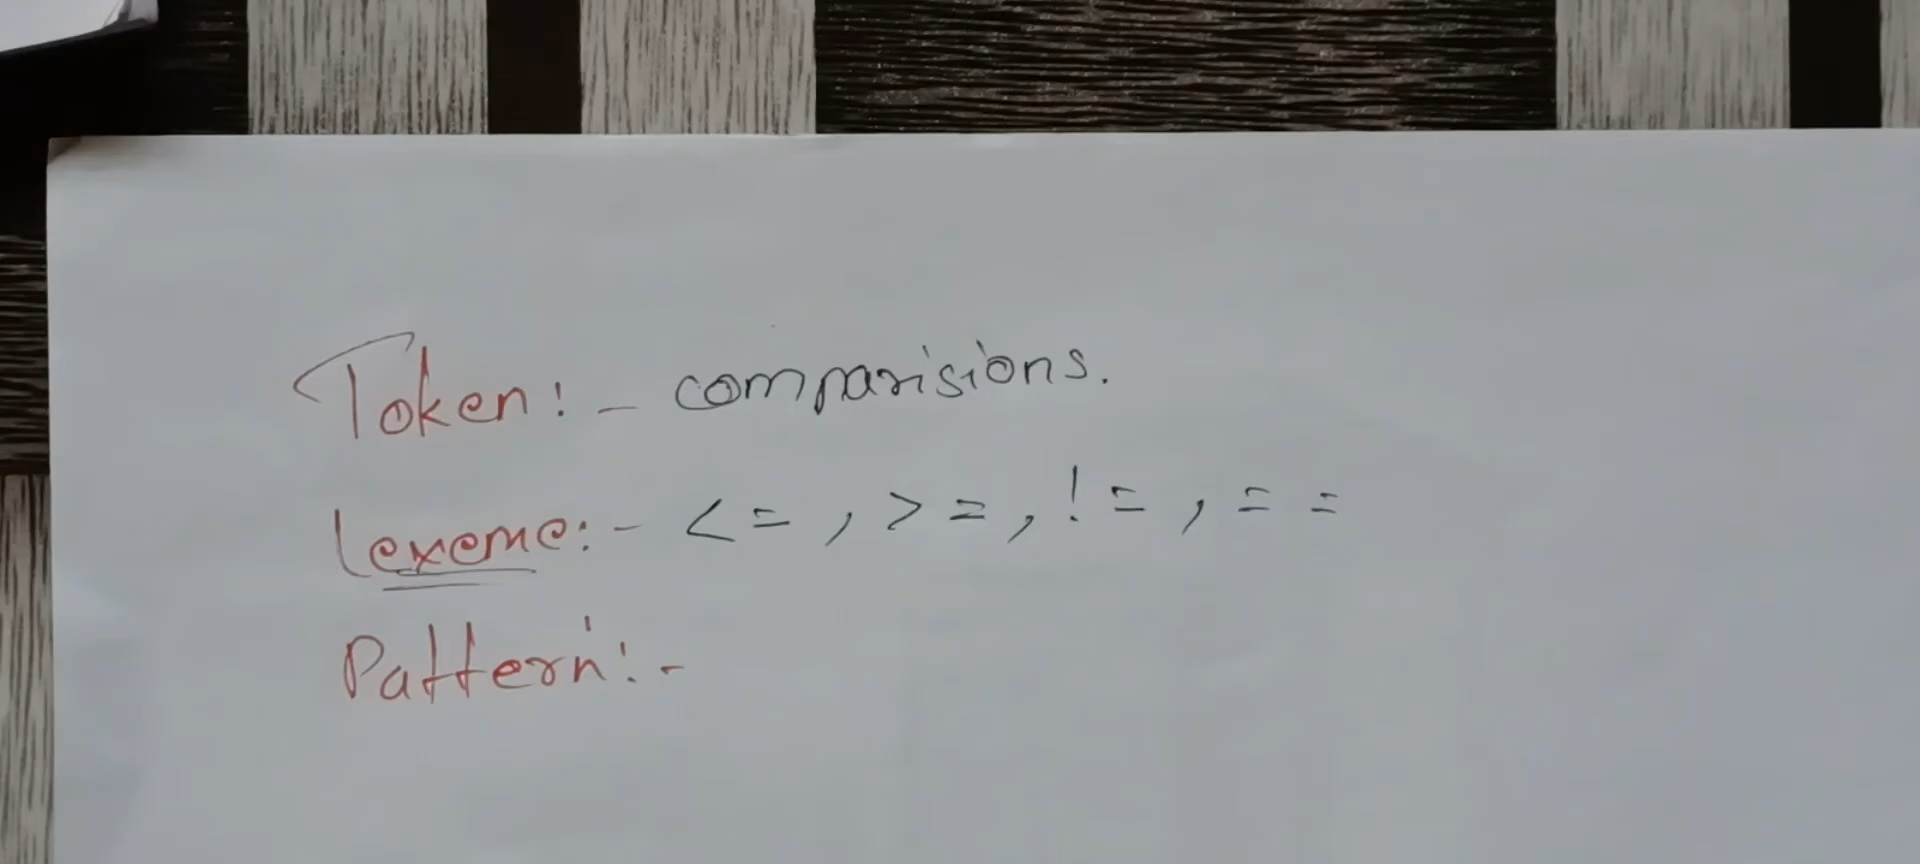 Token:- comparisions.
Lexeme:- <= , >= , != , ==
Pattern:-